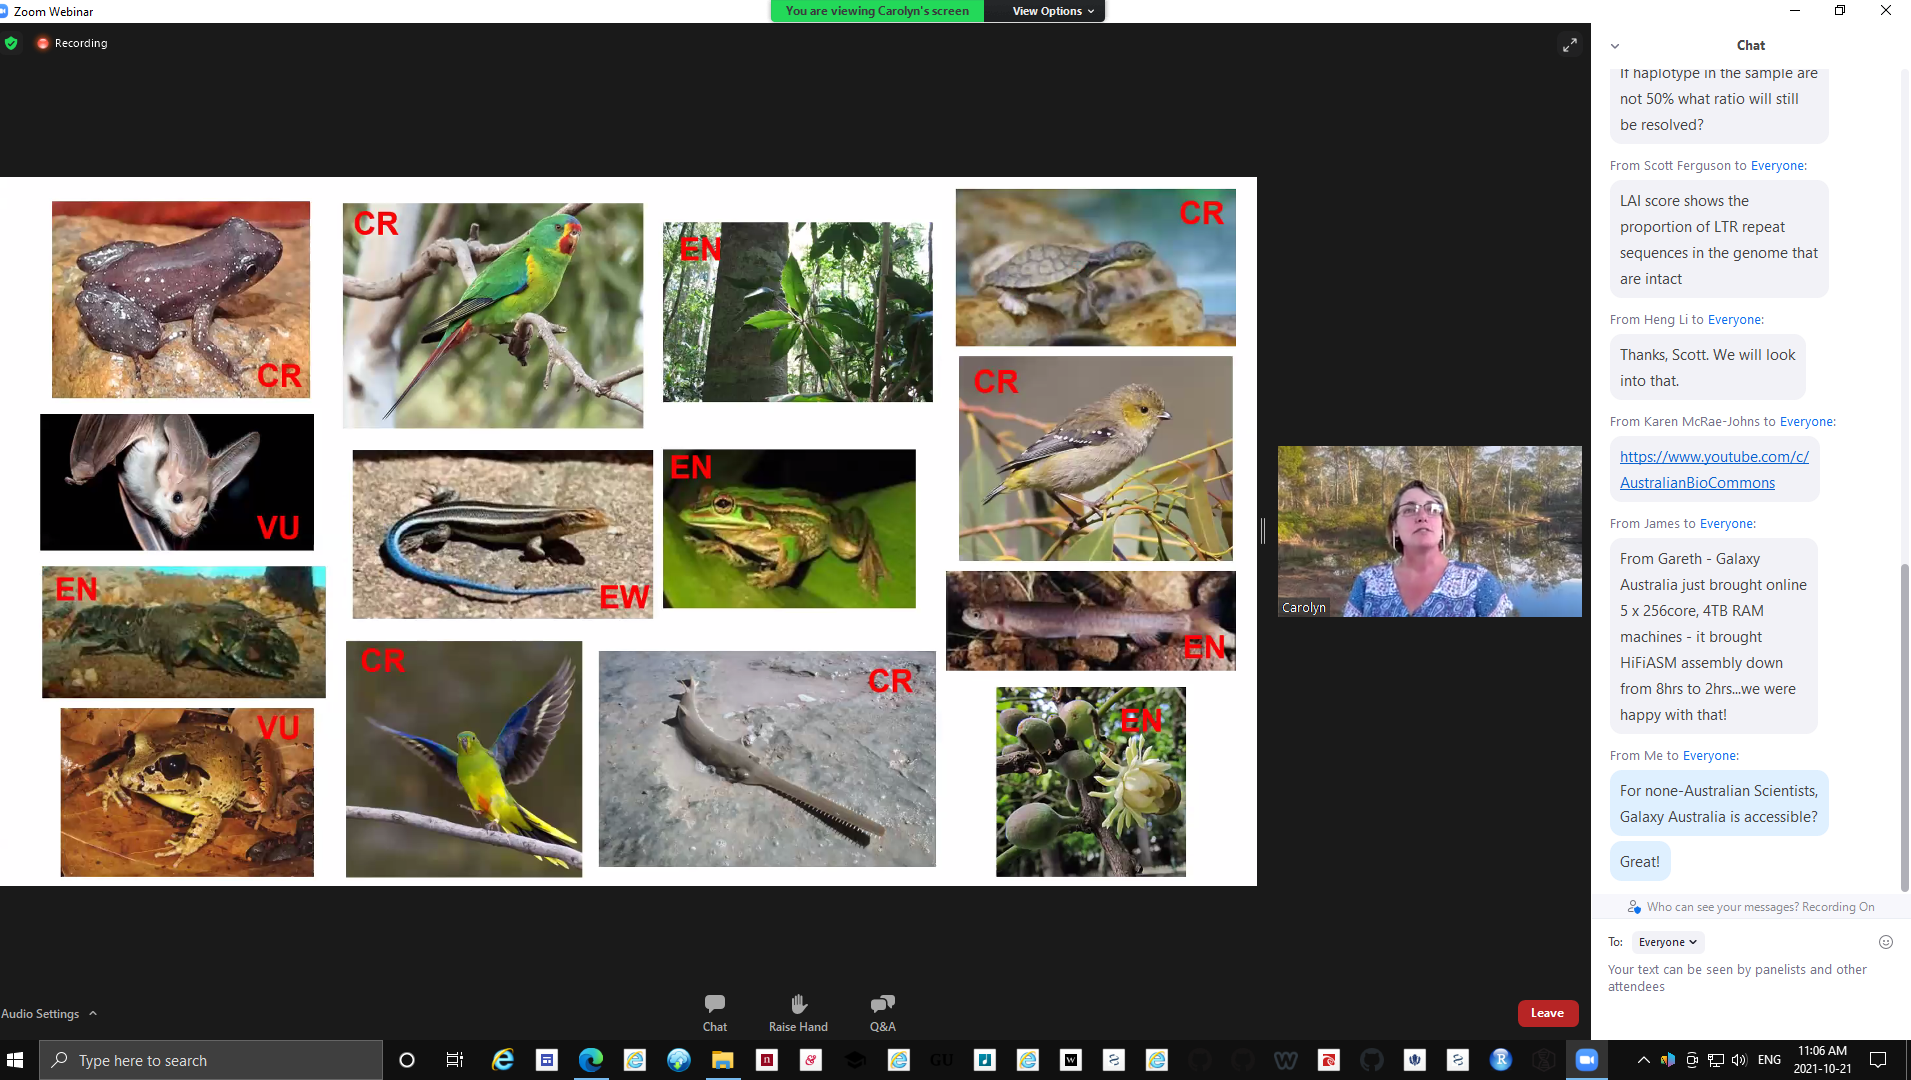 Zoom Webinar
You are viewing Carolyn's screen
View Options
Recording
CR
CR
EN
CR
VU
CR
EN
EW
EN
EN
VU
CR
CR
EN
Carolyn
Chat
If haplotype in the sample are
not 50% what ratio will still
be resolved?
From Scott Ferguson to Everyone:
LAI score shows the
proportion of LTR repeat
sequences in the genome that
are intact
From Heng Li to Everyone:
Thanks, Scott. We will look
into that.
From Karen McRae-Johns to Everyone:
https://www.youtube.com/c/
AustralianBioCommons
From James to Everyone:
From Gareth - Galaxy
Australia just brought online
5 x 256core, 4TB RAM
machines - it brought
HiFiASM assembly down
from 8hrs to 2hrs...we were
happy with that!
From Me to Everyone:
For none-Australian Scientists,
Galaxy Australia is accessible?
Great!
Who can see your messages? Recording On
To: Everyone
Your text can be seen by panelists and other
attendees
Audio Settings
Chat
Raise Hand
Q&A
Leave
Type here to search
GU
W
R
ENG
11:06 AM
2021-10-21